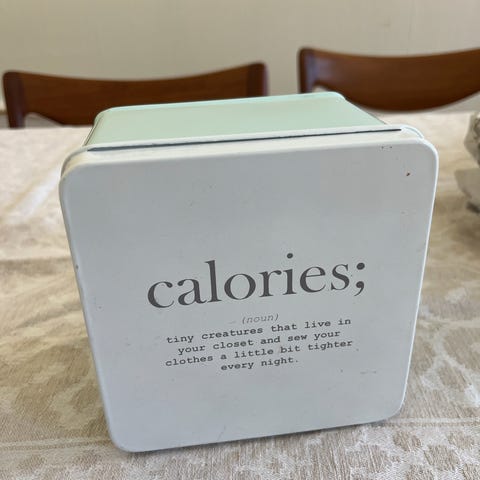 calories;
(noun)
tiny creatures that live in
your closet and sew your
clothes a little bit tighter
every night.